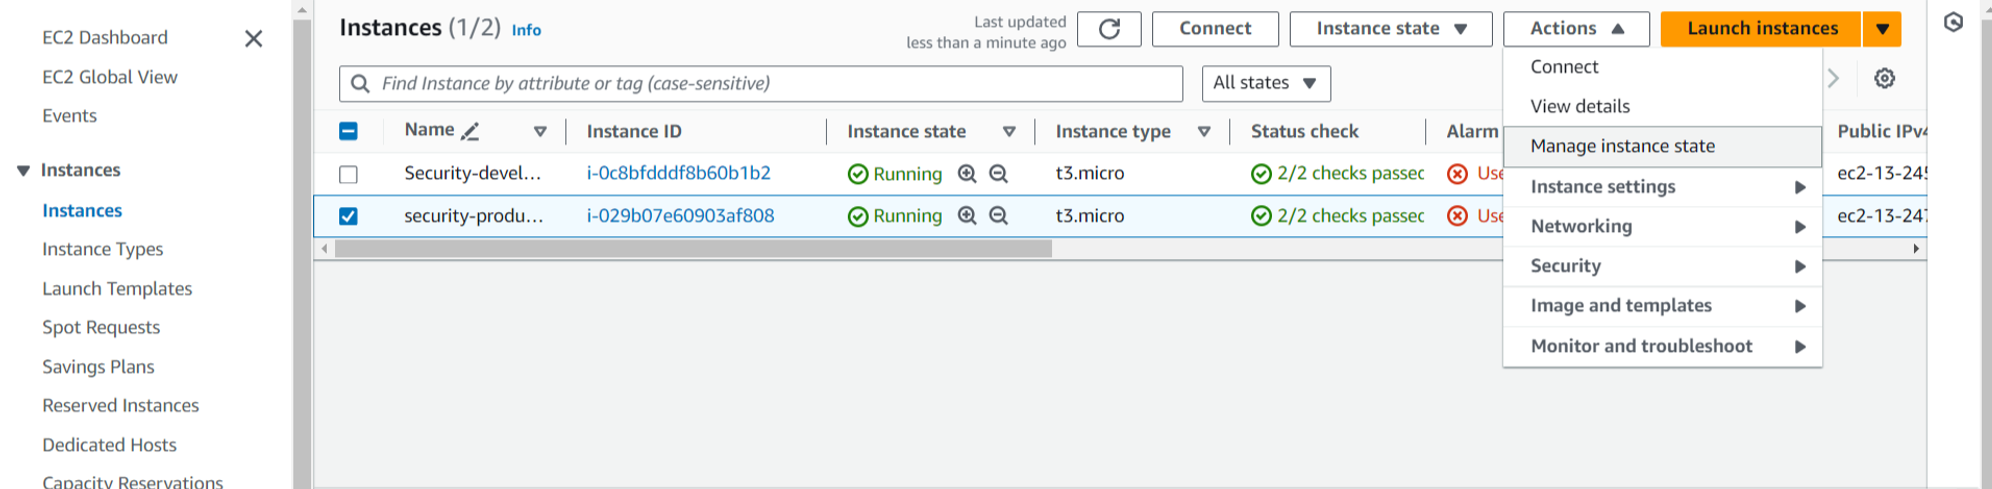 EC2 Dashboard
EC2 Global View
Events
Instances
Instances
Instance Types
Launch Templates
Spot Requests
Savings Plans
Reserved Instances
Dedicated Hosts
Capacity Reservations
Instances (1/2) Info
Last updated
less than a minute ago
Connect
Instance state
Actions
Launch instances
Find Instance by attribute or tag (case-sensitive)
All states
Name Instance ID Instance state Instance type Status check Alarm Public IPv4
Security-devel... i-0c8bfdddf8b60b1b2 Running t3.micro 2/2 checks passec Use ec2-13-245
security-produ... i-029b07e60903af808 Running t3.micro 2/2 checks passec Use ec2-13-247
Connect
View details
Manage instance state
Instance settings
Networking
Security
Image and templates
Monitor and troubleshoot